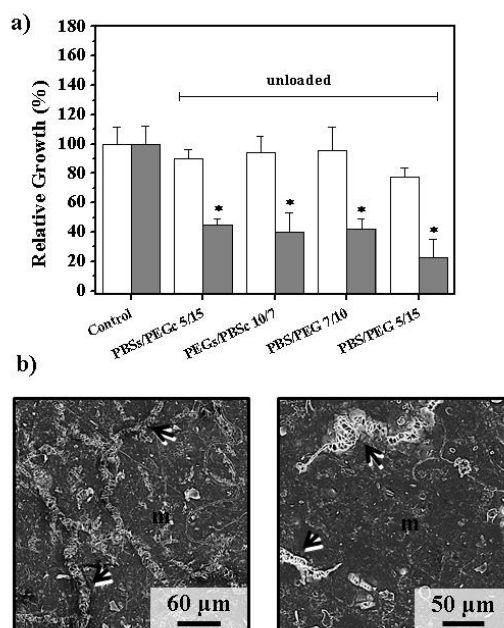 a)
180
160
140
120
100
80
60
40
20
0
Relative Growth (%)
unloaded
*
*
*
*
Control
PBSs/PEGc 5/15
PEGs/PBSc 10/7
PBS/PEG 7/10
PBS/PEG 5/15
b)
m
60 µm
m
50 µm